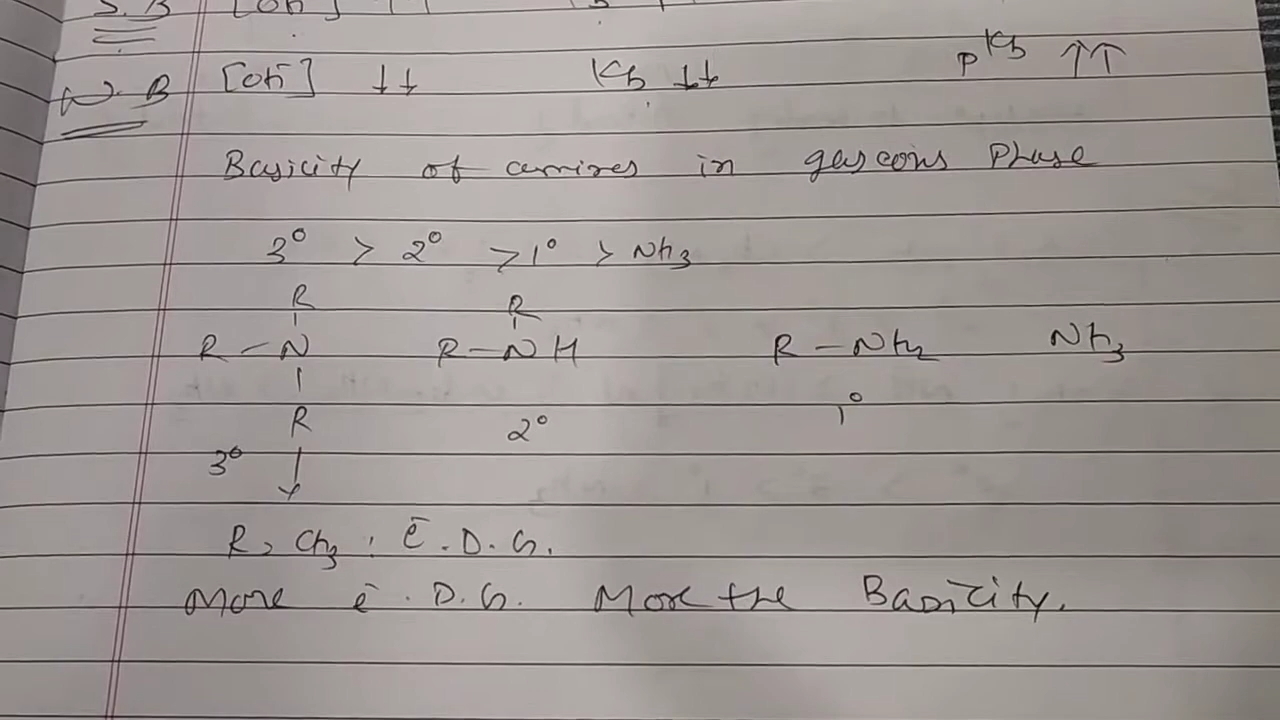 S.B [OH⁻] ↑↑
W.B [OH⁻] ↓↓ Kb ↓↓ pKb ↑↑
Basicity of amines in gaseous Phase
3° > 2° > 1° > NH3
R R
R – N R – N H R – NH2 NH3
R 2° 1°
3°
R, CH3 : e⁻.D.G.
More e⁻.D.G. More the Basicity.